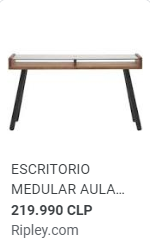 ESCRITORIO
MEDULAR AULA...
219.990 CLP
Ripley.com